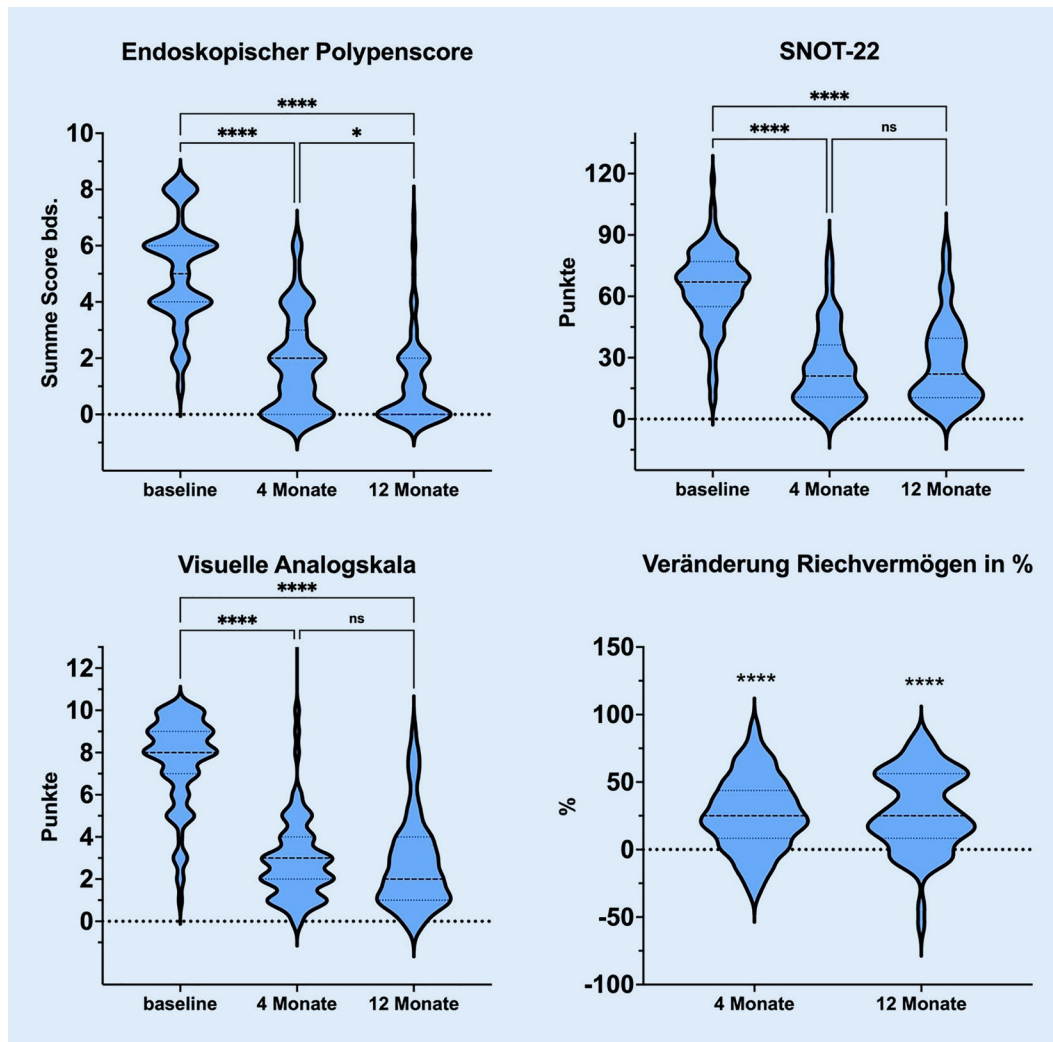 Endoskopischer Polypenscore
****
**** *
Summe Score bds.
10
8
6
4
2
0
baseline 4 Monate 12 Monate
SNOT-22
****
**** ns
Punkte
120
90
60
30
0
baseline 4 Monate 12 Monate
Visuelle Analogskala
****
**** ns
Punkte
12
10
8
6
4
2
0
baseline 4 Monate 12 Monate
Veränderung Riechvermögen in %
**** ****
%
150
100
50
0
-50
-100
4 Monate 12 Monate